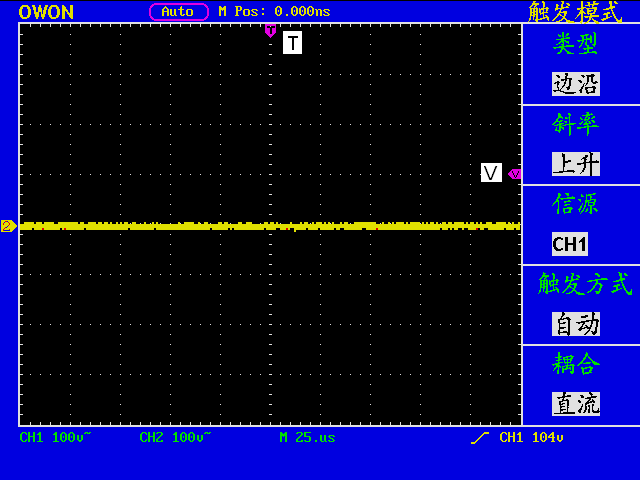 OWON Auto M Pos: 0.000ns
触发模式
T
T
类型
边沿
斜率
上升
V
V
信源
CH1
2
触发方式
自动
耦合
直流
CH1 100v~ CH2 100v~ M 25.us CH1 104v